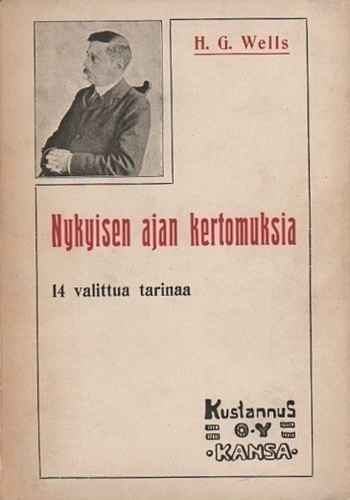 H. G. Wells
Nykyisen ajan kertomuksia
14 valittua tarinaa
Kustannus
O·Y
·KANSA·